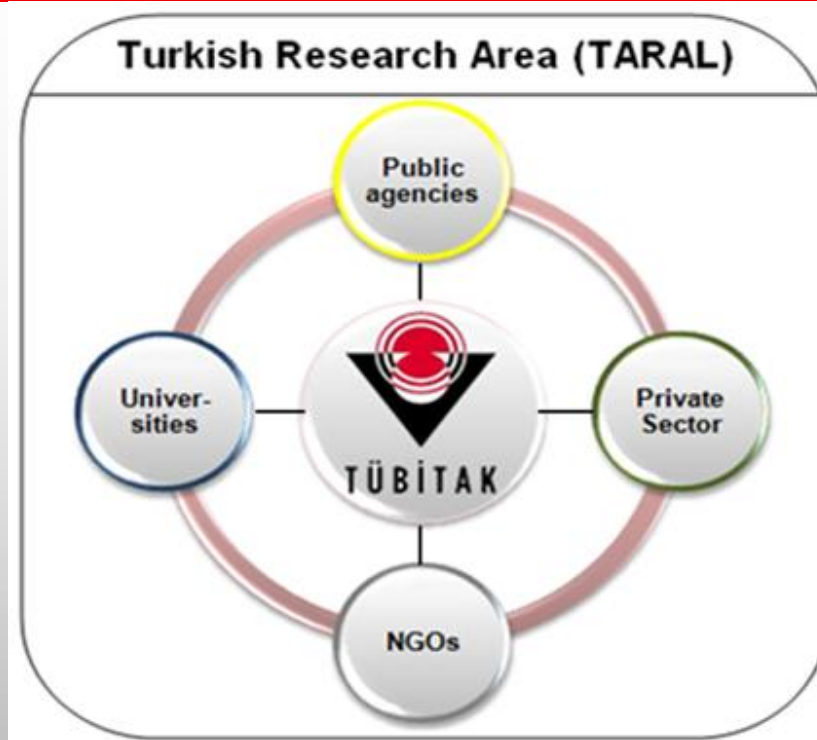 Turkish Research Area (TARAL)
Public
agencies
Univer-
sities
TÜBİTAK
Private
Sector
NGOs